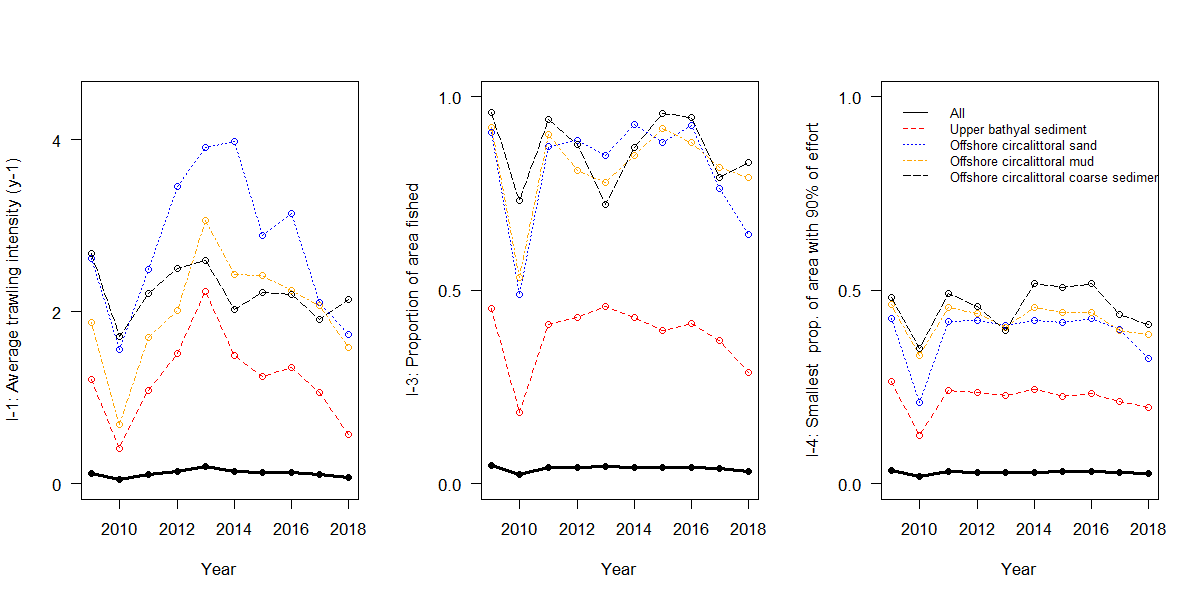 I-1: Average trawling intensity (y-1)
4
2
0
2010 2012 2014 2016 2018
Year
I-3: Proportion of area fished
1.0
0.5
0.0
2010 2012 2014 2016 2018
Year
I-4: Smallest prop. of area with 90% of effort
1.0
0.5
0.0
All
Upper bathyal sediment
Offshore circalittoral sand
Offshore circalittoral mud
Offshore circalittoral coarse sedimer
2010 2012 2014 2016 2018
Year